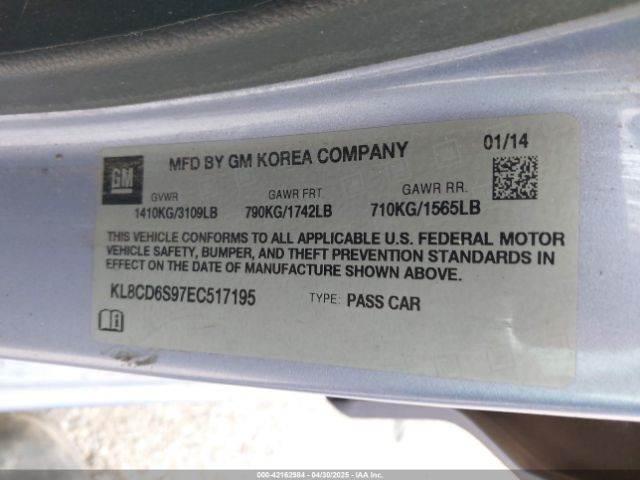 MFD BY GM KOREA COMPANY
01/14
GM
GVWR
GAWR FRT
GAWR RR.
1410KG/3109LB
790KG/1742LB
710KG/1565LB
THIS VEHICLE CONFORMS TO ALL APPLICABLE U.S. FEDERAL MOTOR
VEHICLE SAFETY, BUMPER, AND THEFT PREVENTION STANDARDS IN
EFFECT ON THE DATE OF MANUFACTURE SHOWN ABOVE.
KL8CD6S97EC517195
TYPE: PASS CAR
000-42162984 / 04/30/2025 - IAA Inc.